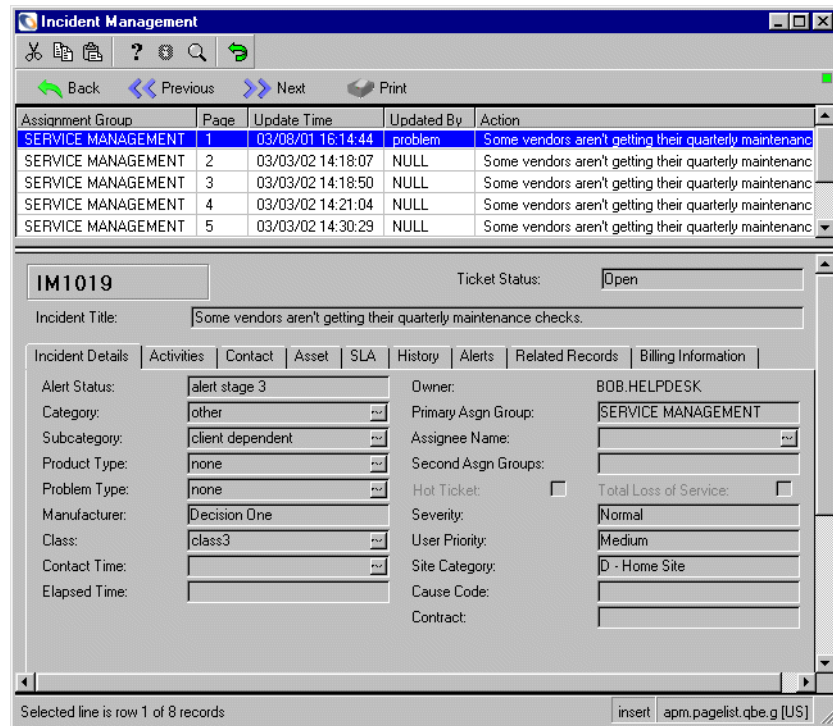 Incident Management
Back Previous Next Print
Assignment Group Page Update Time Updated By Action
SERVICE MANAGEMENT 1 03/08/01 16:14:44 problem Some vendors aren't getting their quarterly maintenanc
SERVICE MANAGEMENT 2 03/03/02 14:18:07 NULL Some vendors aren't getting their quarterly maintenanc
SERVICE MANAGEMENT 3 03/03/02 14:18:50 NULL Some vendors aren't getting their quarterly maintenanc
SERVICE MANAGEMENT 4 03/03/02 14:21:04 NULL Some vendors aren't getting their quarterly maintenanc
SERVICE MANAGEMENT 5 03/03/02 14:30:29 NULL Some vendors aren't getting their quarterly maintenanc
IM1019 Ticket Status: Open
Incident Title: Some vendors aren't getting their quarterly maintenance checks.
Incident Details Activities Contact Asset SLA History Alerts Related Records Billing Information
Alert Status: alert stage 3 Owner: BOB.HELPDESK
Category: other Primary Asgn Group: SERVICE MANAGEMENT
Subcategory: client dependent Assignee Name:
Product Type: none Second Asgn Groups:
Problem Type: none Hot Ticket: Total Loss of Service:
Manufacturer: Decision One Severity: Normal
Class: class3 User Priority: Medium
Contact Time: Site Category: D - Home Site
Elapsed Time: Cause Code:
Contract:
Selected line is row 1 of 8 records insert apm.pagelist.qbe.g [US]